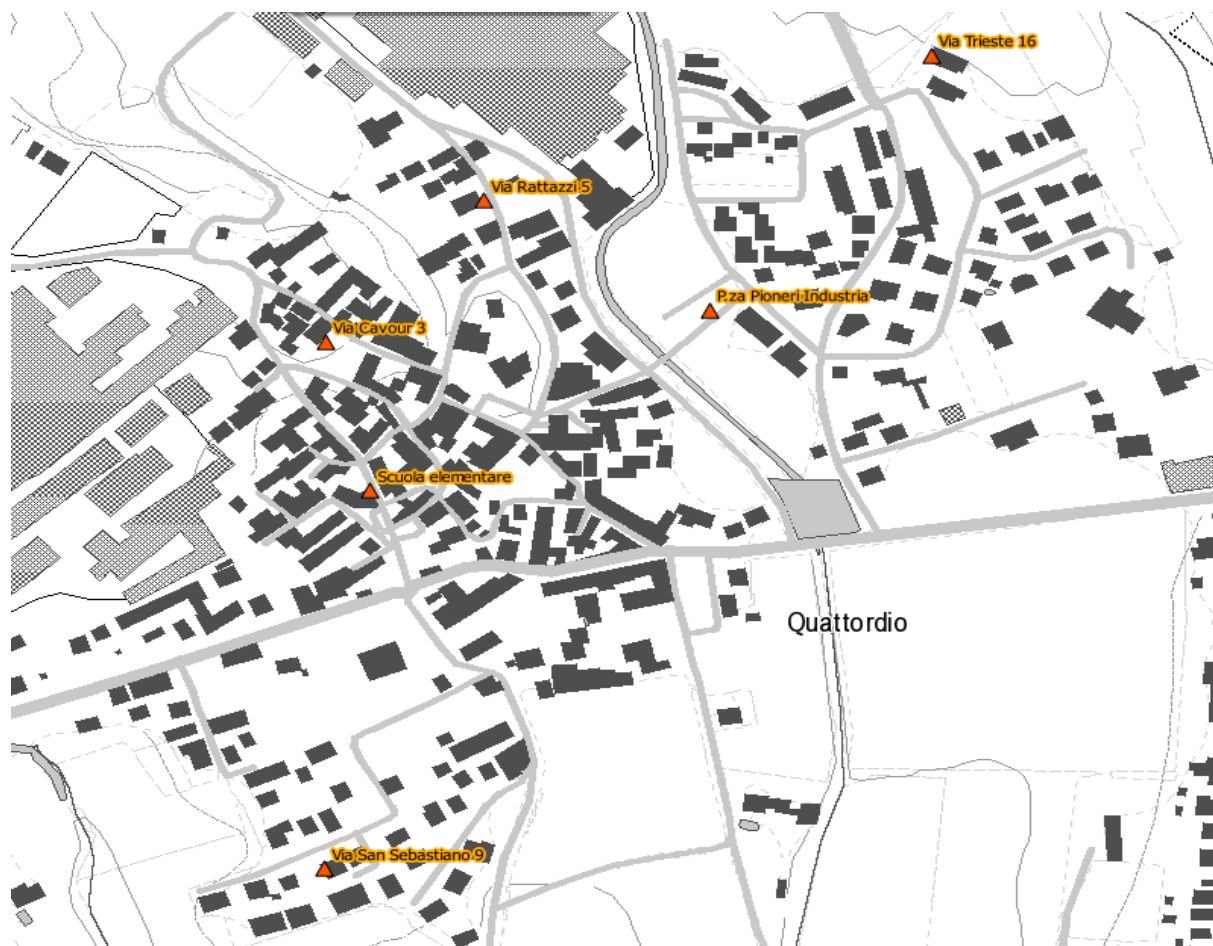 Via Trieste 16
Via Rattazzi 5
P.za Pioneri Industria
Via Cavour 3
Scuola elementare
Quattordio
Via San Sebastiano 9